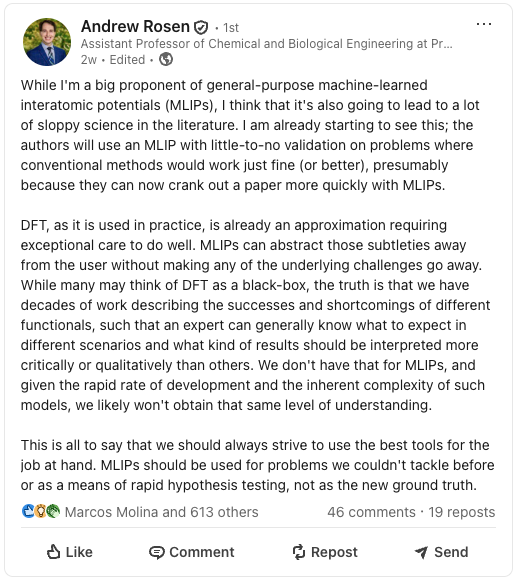 Andrew Rosen · 1st
Assistant Professor of Chemical and Biological Engineering at Pr...
2w • Edited •
While I'm a big proponent of general-purpose machine-learned
interatomic potentials (MLIPs), I think that it's also going to lead to a lot
of sloppy science in the literature. I am already starting to see this; the
authors will use an MLIP with little-to-no validation on problems where
conventional methods would work just fine (or better), presumably
because they can now crank out a paper more quickly with MLIPs.
DFT, as it is used in practice, is already an approximation requiring
exceptional care to do well. MLIPs can abstract those subtleties away
from the user without making any of the underlying challenges go away.
While many may think of DFT as a black-box, the truth is that we have
decades of work describing the successes and shortcomings of different
functionals, such that an expert can generally know what to expect in
different scenarios and what kind of results should be interpreted more
critically or qualitatively than others. We don't have that for MLIPs, and
given the rapid rate of development and the inherent complexity of such
models, we likely won't obtain that same level of understanding.
This is all to say that we should always strive to use the best tools for the
job at hand. MLIPs should be used for problems we couldn't tackle before
or as a means of rapid hypothesis testing, not as the new ground truth.
Marcos Molina and 613 others 46 comments · 19 reposts
Like Comment Repost Send